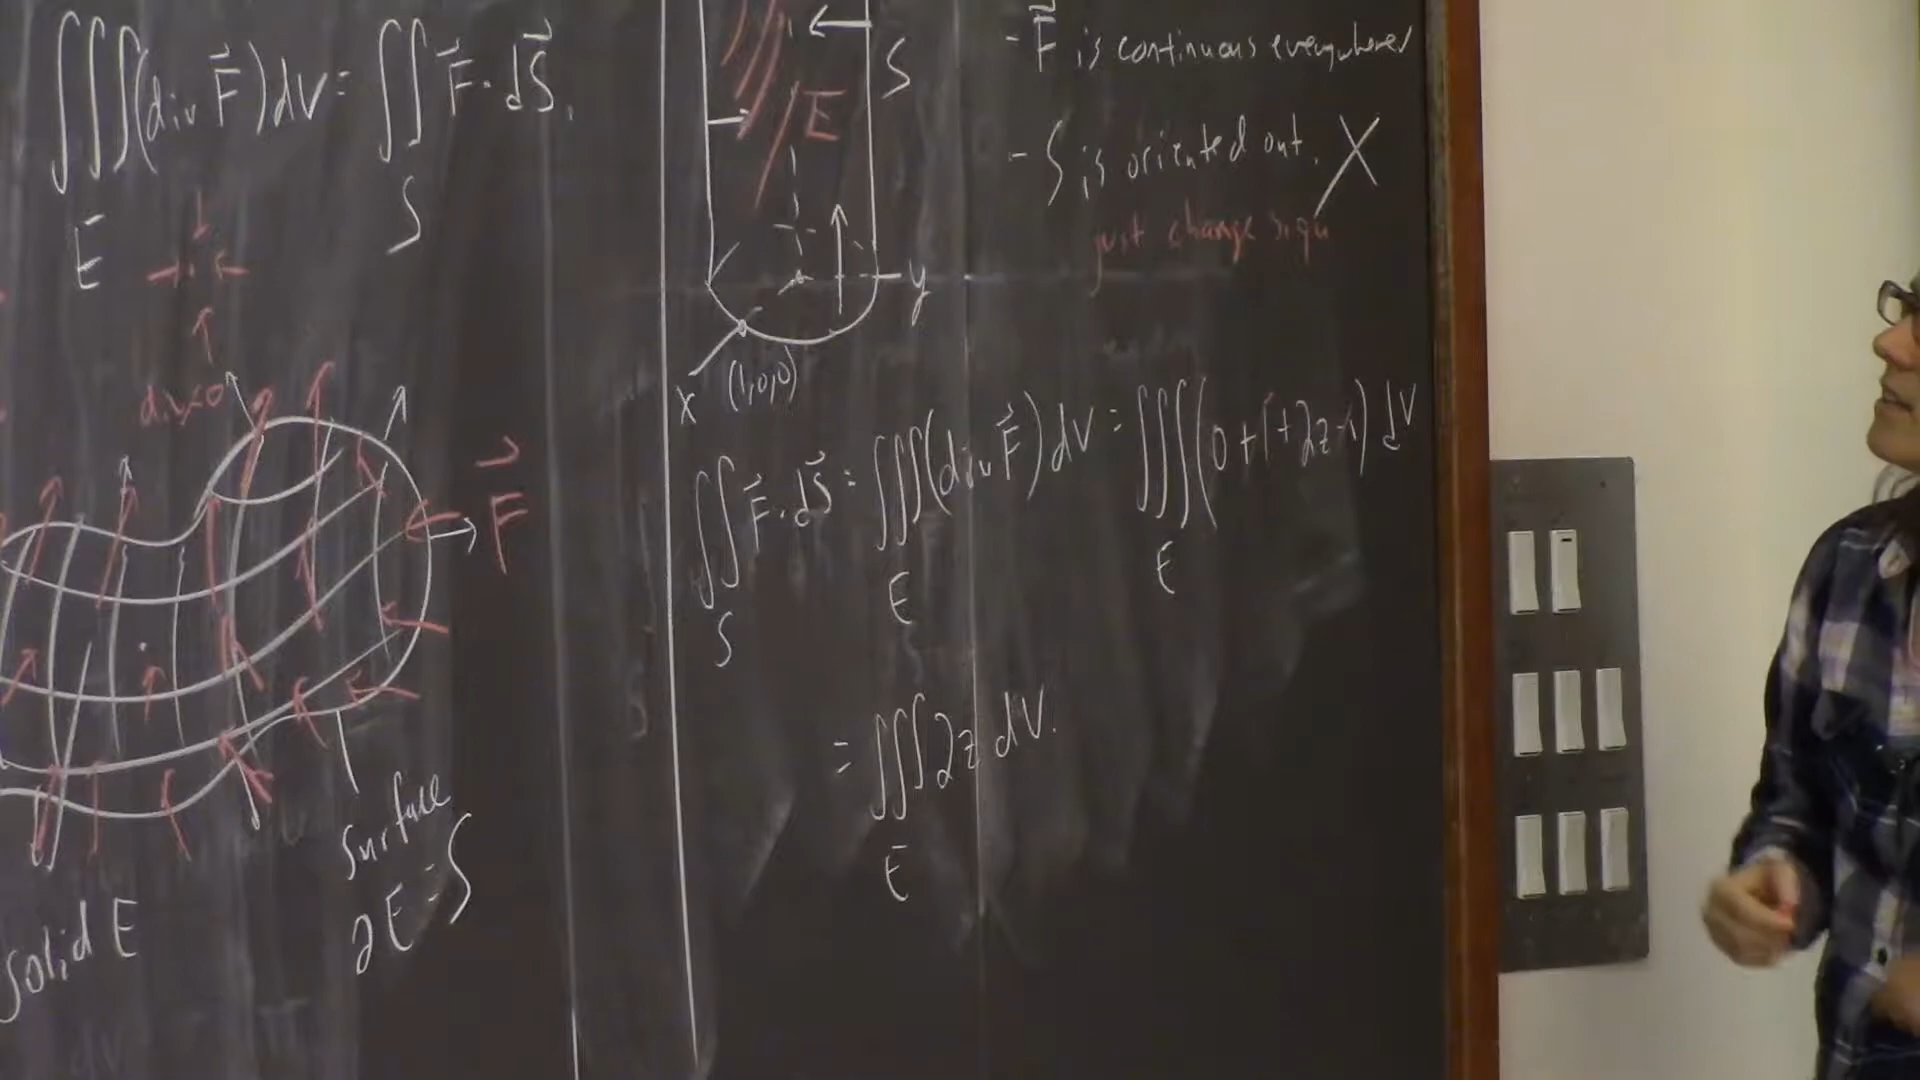 ∭(div F⃗)dV = ∬F⃗·dS⃗.
E S
div<0
F⃗
Surface
∂E=S
Solid E
S
E
y
x (1,0,0)
- F⃗ is continuous everywhere
- S is oriented out. X
just change sign
∬F⃗·dS⃗ = ∭(div F⃗)dV = ∭(0+1+2z-1)dV
S E E
= ∭2z dV.
E